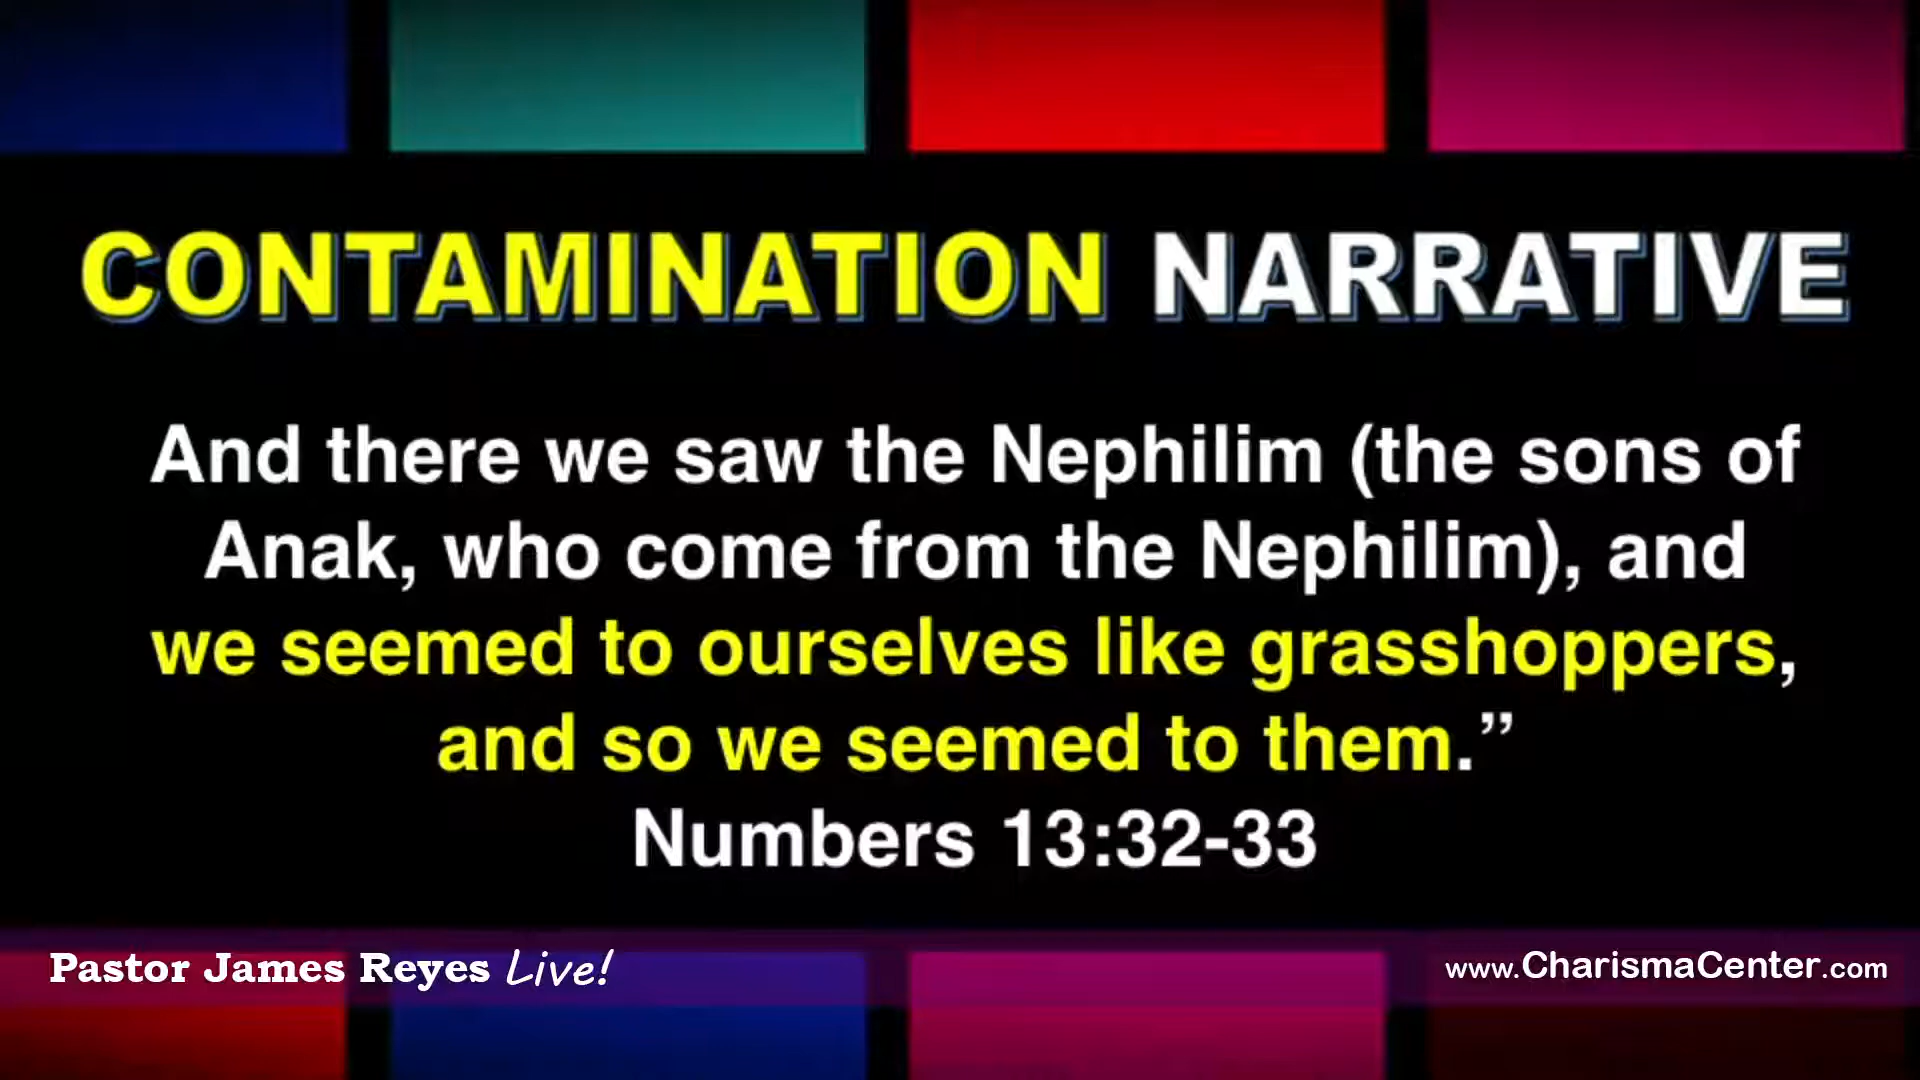 CONTAMINATION NARRATIVE
And there we saw the Nephilim (the sons of
Anak, who come from the Nephilim), and
we seemed to ourselves like grasshoppers,
and so we seemed to them.”
Numbers 13:32-33
Pastor James Reyes Live!
www.CharismaCenter.com